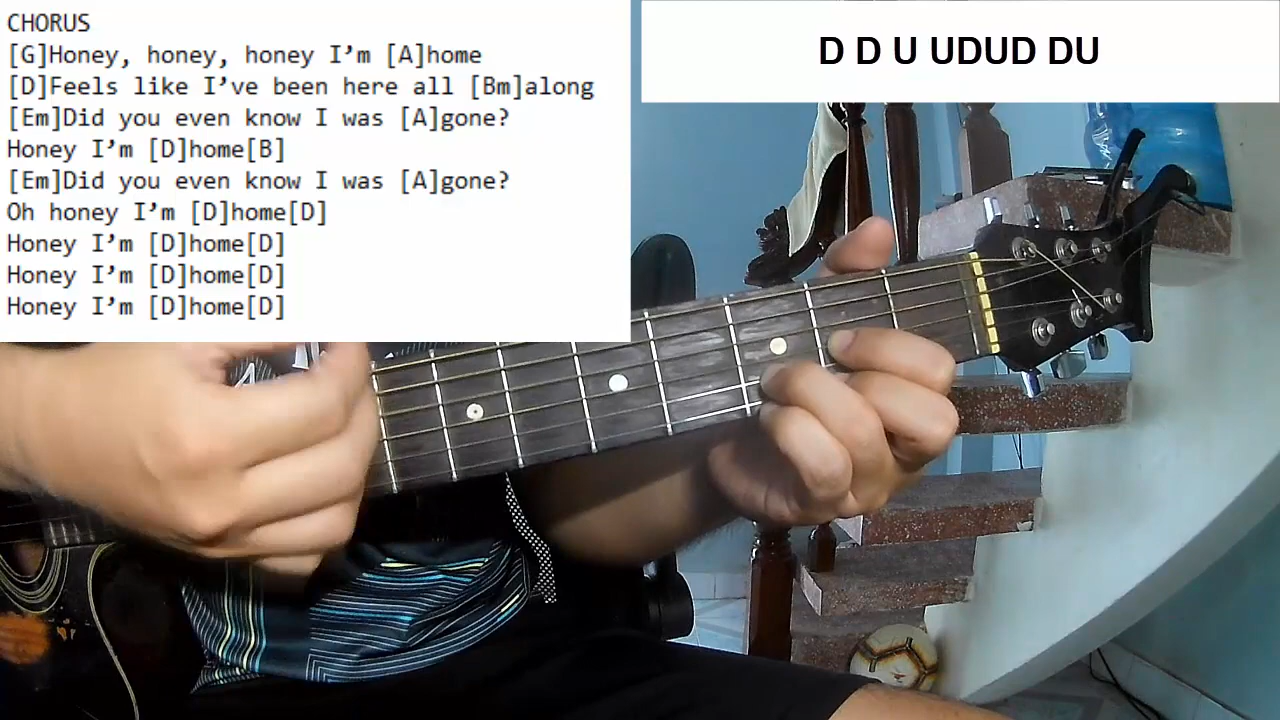 CHORUS
[G]Honey, honey, honey I’m [A]home
[D]Feels like I’ve been here all [Bm]along
[Em]Did you even know I was [A]gone?
Honey I’m [D]home[B]
[Em]Did you even know I was [A]gone?
Oh honey I’m [D]home[D]
Honey I’m [D]home[D]
Honey I’m [D]home[D]
Honey I’m [D]home[D]
D D U UDUD DU